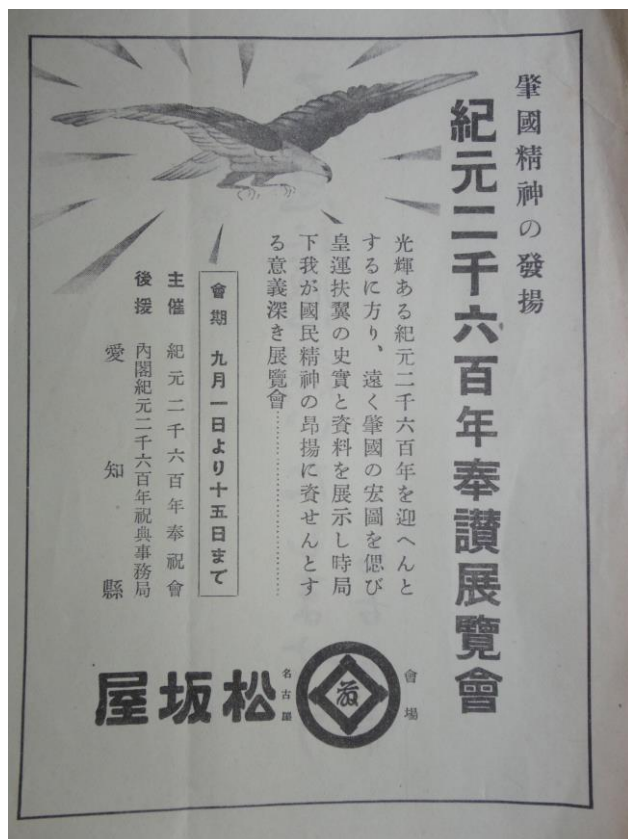 肇國精神の發揚
紀元二千六百年奉讃展覽會
光輝ある紀元二千六百年を迎へんと
するに方り、遠く肇國の宏圖を偲び
皇運扶翼の史實と資料を展示し時局
下我が國民精神の昂揚に資せんとす
る意義深き展覽會………………
會期 九月一日より十五日まで
主催 紀元二千六百年奉祝會
後援 內閣紀元二千六百年祝典事務局
愛知縣
會場
名古屋
松坂屋